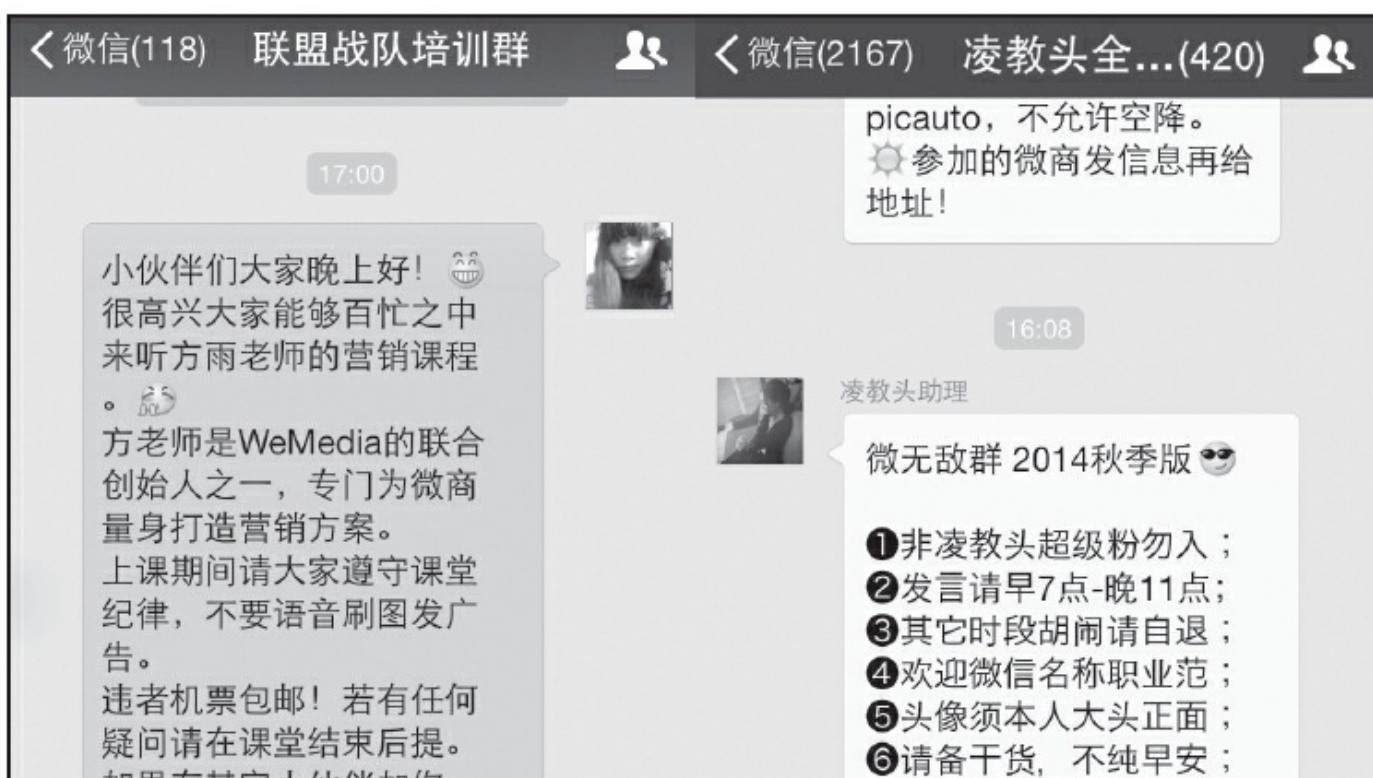 微信(118)
联盟战队培训群
17:00
小伙伴们大家晚上好！
很高兴大家能够百忙之中
来听方雨老师的营销课程
。
方老师是WeMedia的联合
创始人之一，专门为微商
量身打造营销方案。
上课期间请大家遵守课堂
纪律，不要语音刷图发广
告。
违者机票包邮！若有任何
疑问请在课堂结束后提。
微信(2167)
凌教头全...(420)
picauto，不允许空降。
参加的微商发信息再给
地址！
16:08
凌教头助理
微无敌群 2014秋季版
❶非凌教头超级粉勿入；
❷发言请早7点-晚11点；
❸其它时段胡闹请自退；
❹欢迎微信名称职业范；
❺头像须本人大头正面；
❻请备干货，不纯早安；